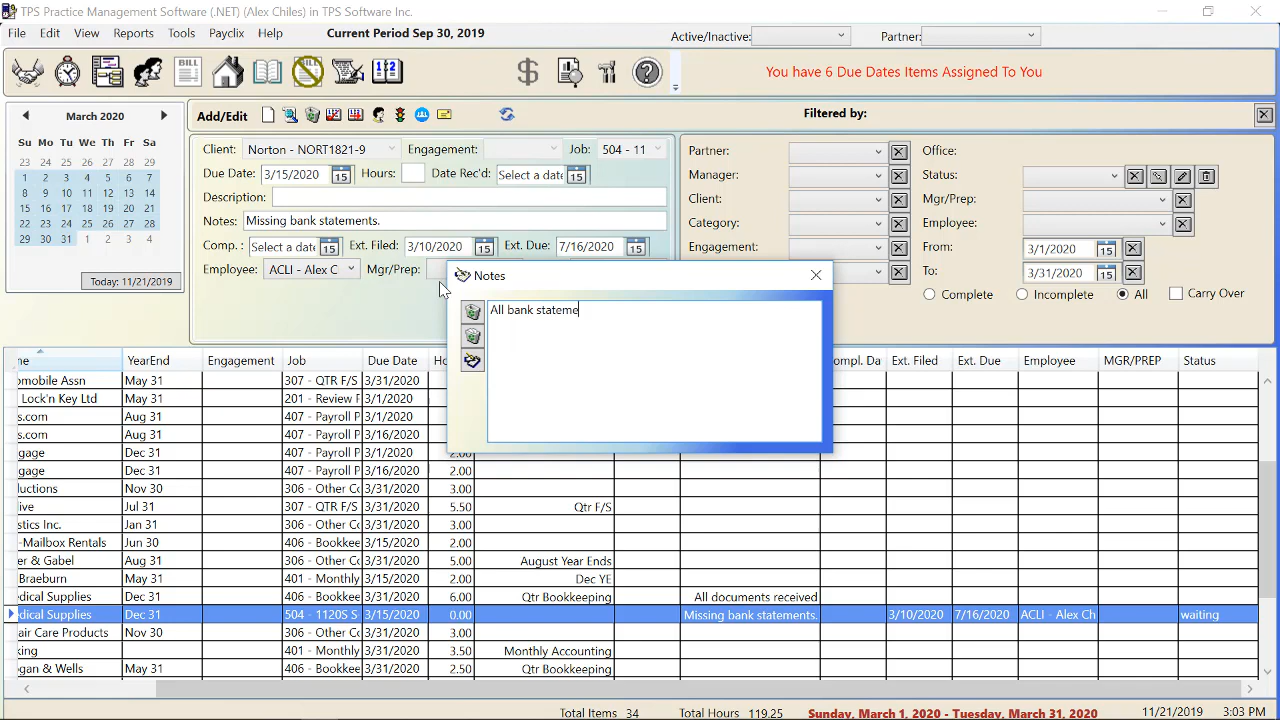 TPS Practice Management Software (.NET) (Alex Chiles) in TPS Software Inc.
File Edit View Reports Tools Payclix Help Current Period Sep 30, 2019 Active/Inactive: Partner:
BILL
You have 6 Due Dates Items Assigned To You
March 2020
Su Mo Tu We Th Fr Sa
23 24 25 26 27 28 29
1 2 3 4 5 6 7
8 9 10 11 12 13 14
15 16 17 18 19 20 21
22 23 24 25 26 27 28
29 30 31 1 2 3 4
Today: 11/21/2019
Add/Edit
Client: Norton - NORT1821-9 Engagement: Job: 504 - 11
Due Date: 3/15/2020 15 Hours: Date Rec'd: Select a date 15
Description:
Notes: Missing bank statements.
Comp. : Select a date 15 Ext. Filed: 3/10/2020 15 Ext. Due: 7/16/2020 15
Employee: ACLI - Alex C Mgr/Prep:
Filtered by:
Partner: Office:
Manager: Status:
Client: Mgr/Prep:
Category: Employee:
Engagement: From: 3/1/2020 15
To: 3/31/2020 15
Complete Incomplete All Carry Over
Notes
All bank stateme
me YearEnd Engagement Job Due Date Ho Compl. Da Ext. Filed Ext. Due Employee MGR/PREP Status
omobile Assn May 31 307 - QTR F/S 3/31/2020
Lock'n Key Ltd May 31 201 - Review F 3/1/2020
s.com Aug 31 407 - Payroll P 3/1/2020
s.com Aug 31 407 - Payroll P 3/16/2020
gage Dec 31 407 - Payroll P 3/1/2020 2.00
gage Dec 31 407 - Payroll P 3/16/2020 2.00
ductions Nov 30 306 - Other Cc 3/31/2020 3.00
ive Jul 31 307 - QTR F/S 3/31/2020 5.50 Qtr F/S
stics Inc. Jan 31 306 - Other Cc 3/31/2020 3.00
-Mailbox Rentals Jun 30 406 - Bookkee 3/15/2020 2.00
er & Gabel Aug 31 306 - Other Cc 3/31/2020 5.00 August Year Ends
Braeburn May 31 401 - Monthly 3/31/2020 2.00 Dec YE
edical Supplies Dec 31 406 - Bookkee 3/31/2020 6.00 Qtr Bookkeeping All documents received
edical Supplies Dec 31 504 - 1120S S 3/15/2020 0.00 Missing bank statements. 3/10/2020 7/16/2020 ACLI - Alex Ch waiting
air Care Products Nov 30 306 - Other Cc 3/31/2020 3.00
king 401 - Monthly 3/31/2020 3.50 Monthly Accounting
gan & Wells May 31 406 - Bookkee 3/31/2020 2.50 Qtr Bookkeeping
Total Items 34 Total Hours 119.25 Sunday, March 1, 2020 - Tuesday, March 31, 2020 11/21/2019 3:03 PM